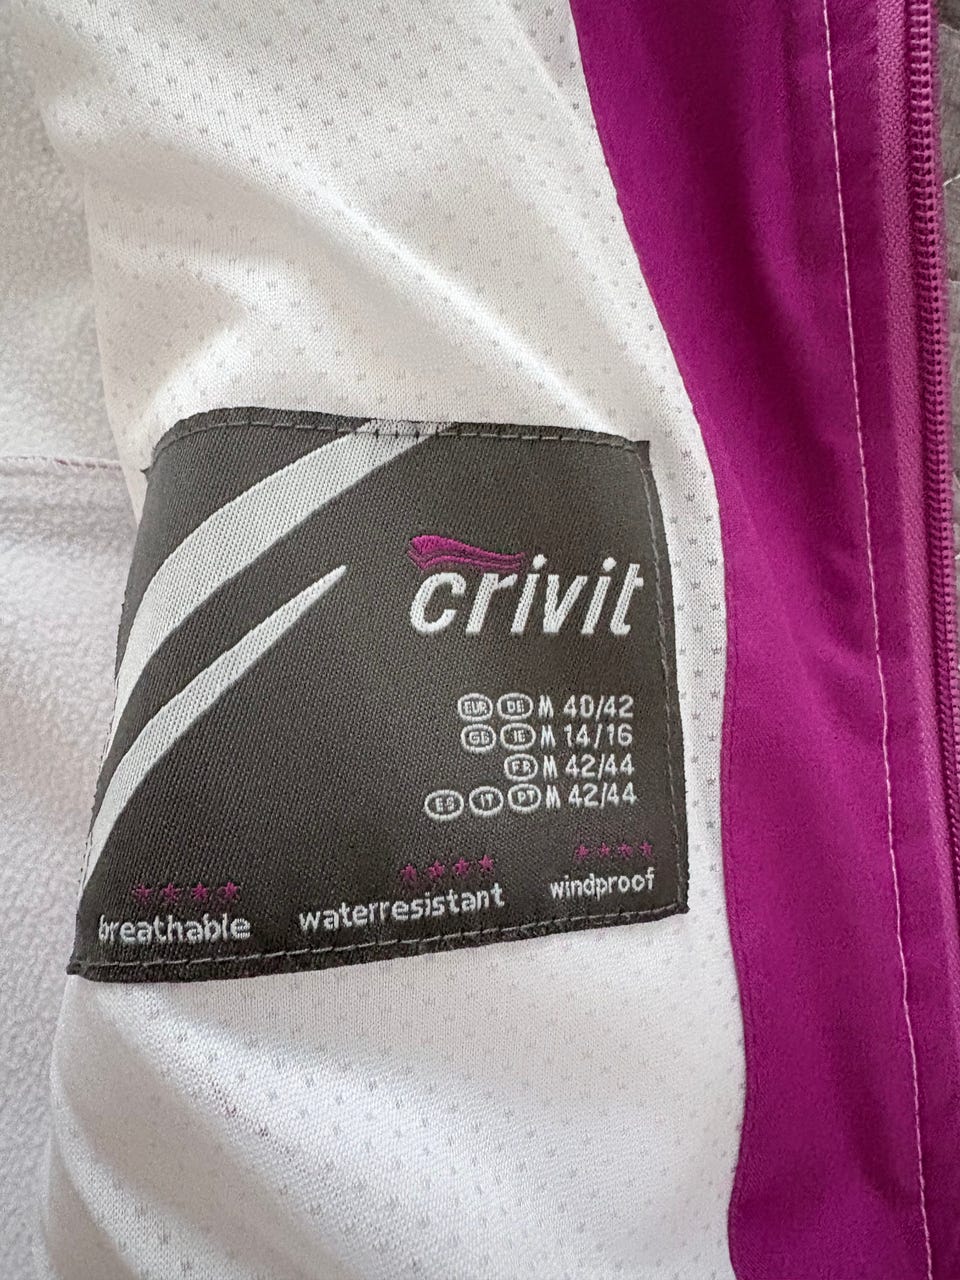 crivit
EUR DE M 40/42
GB IE M 14/16
FR M 42/44
ES IT PT M 42/44
breathable waterresistant windproof